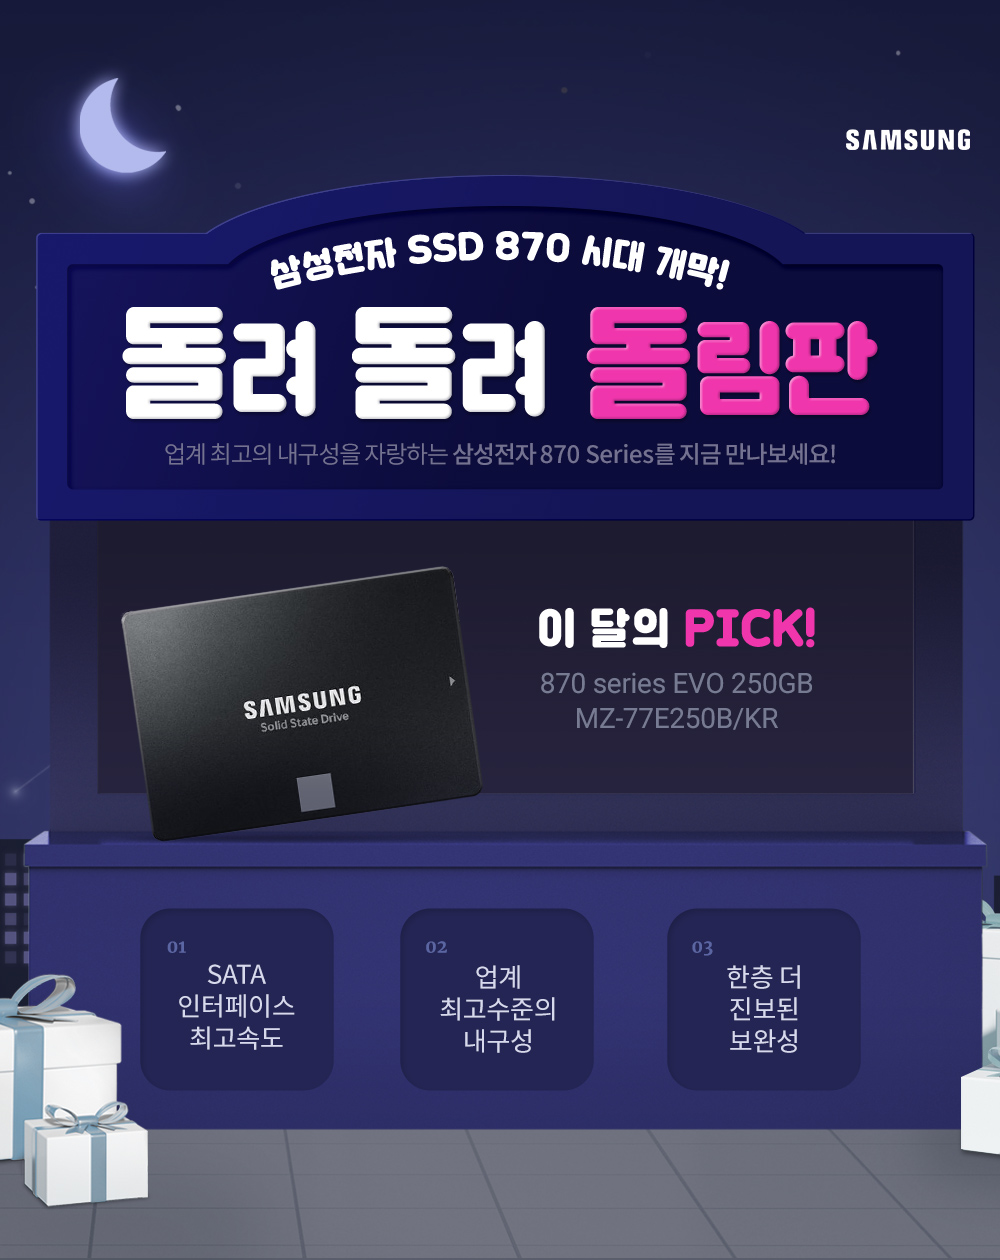 SAMSUNG
삼성전자 SSD 870 시대 개막!
돌려 돌려 돌림판
업계 최고의 내구성을 자랑하는 삼성전자 870 Series를 지금 만나보세요!
이 달의 PICK!
870 series EVO 250GB
MZ-77E250B/KR
SAMSUNG
Solid State Drive
01
SATA
인터페이스
최고속도
02
업계
최고수준의
내구성
03
한층 더
진보된
보완성